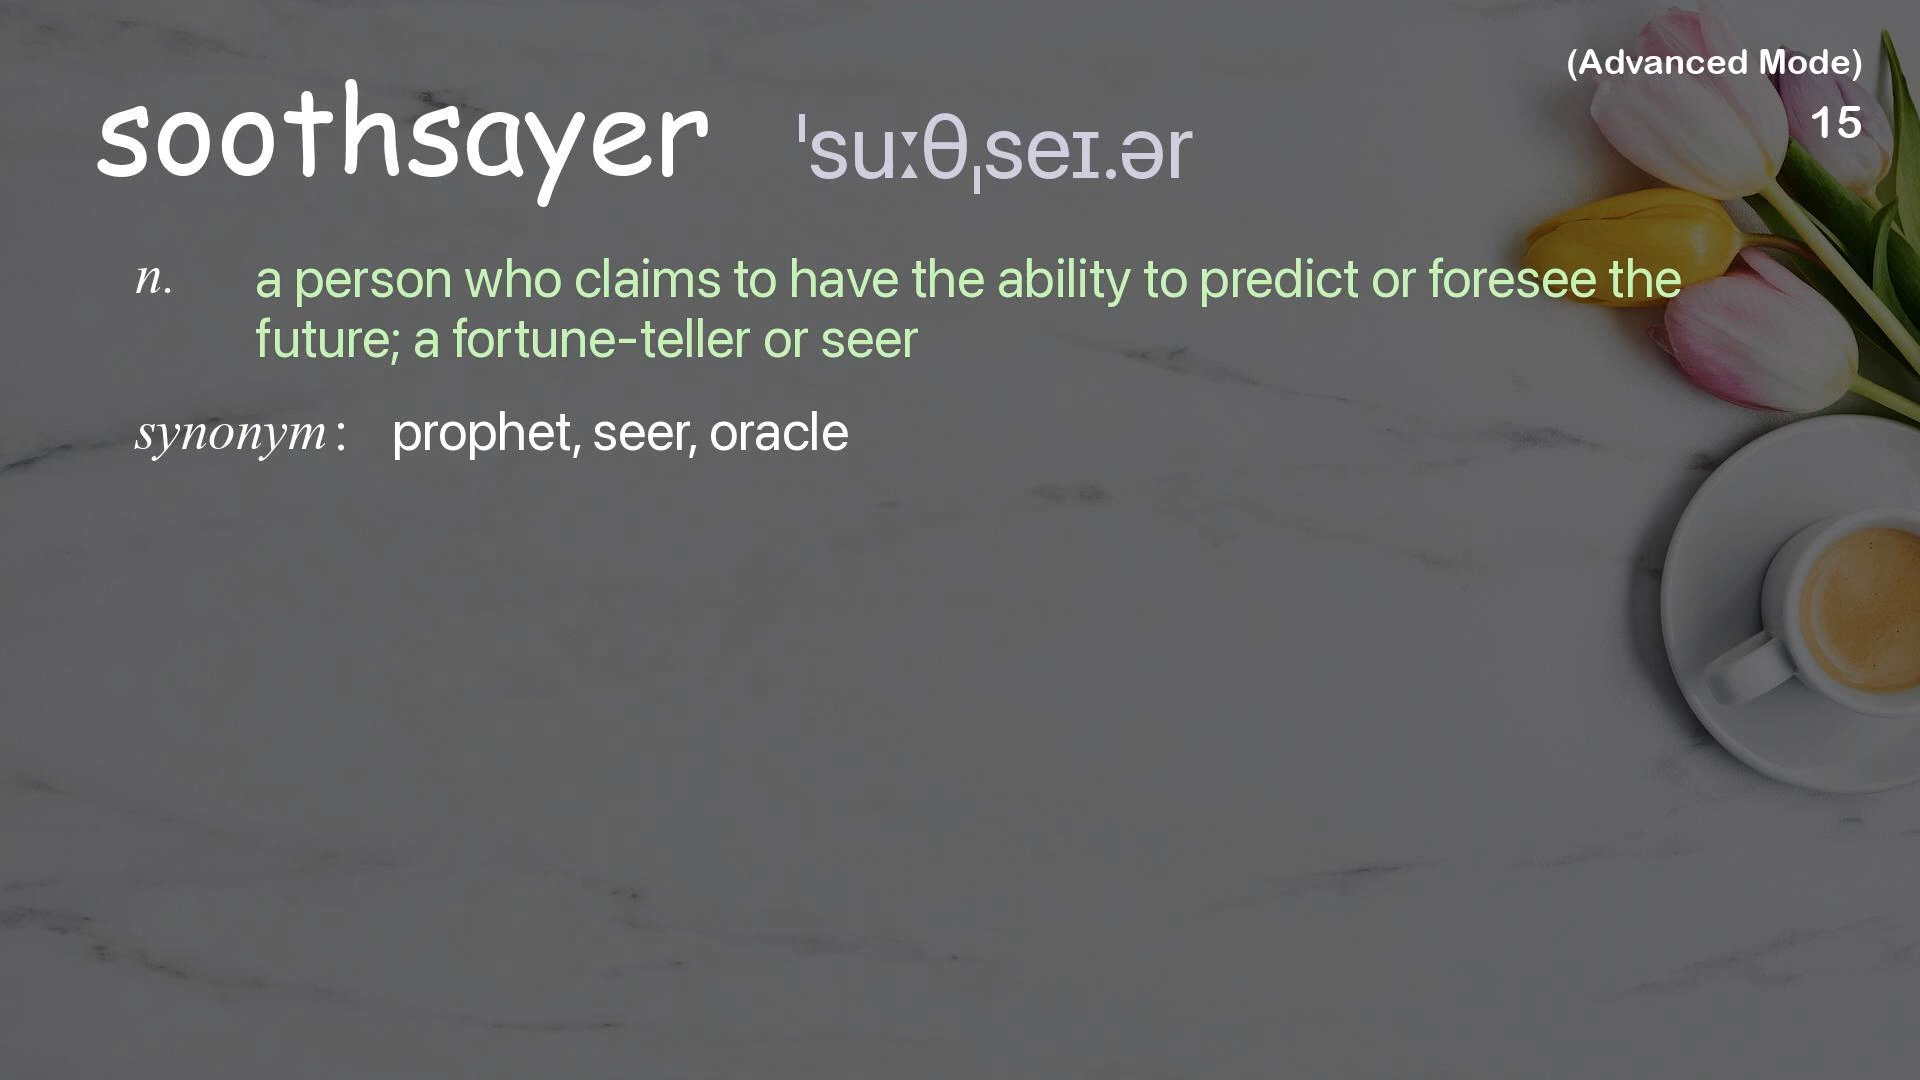 (Advanced Mode)
15
soothsayer ˈsuːθˌseɪ.ər
n. a person who claims to have the ability to predict or foresee the
future; a fortune-teller or seer
synonym: prophet, seer, oracle